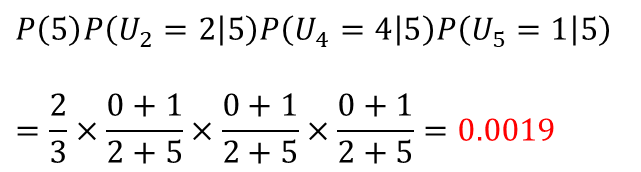 P(5)P(U₂ = 2|5)P(U₄ = 4|5)P(U₅ = 1|5)
= 2/3 × (0 + 1)/(2 + 5) × (0 + 1)/(2 + 5) × (0 + 1)/(2 + 5) = 0.0019